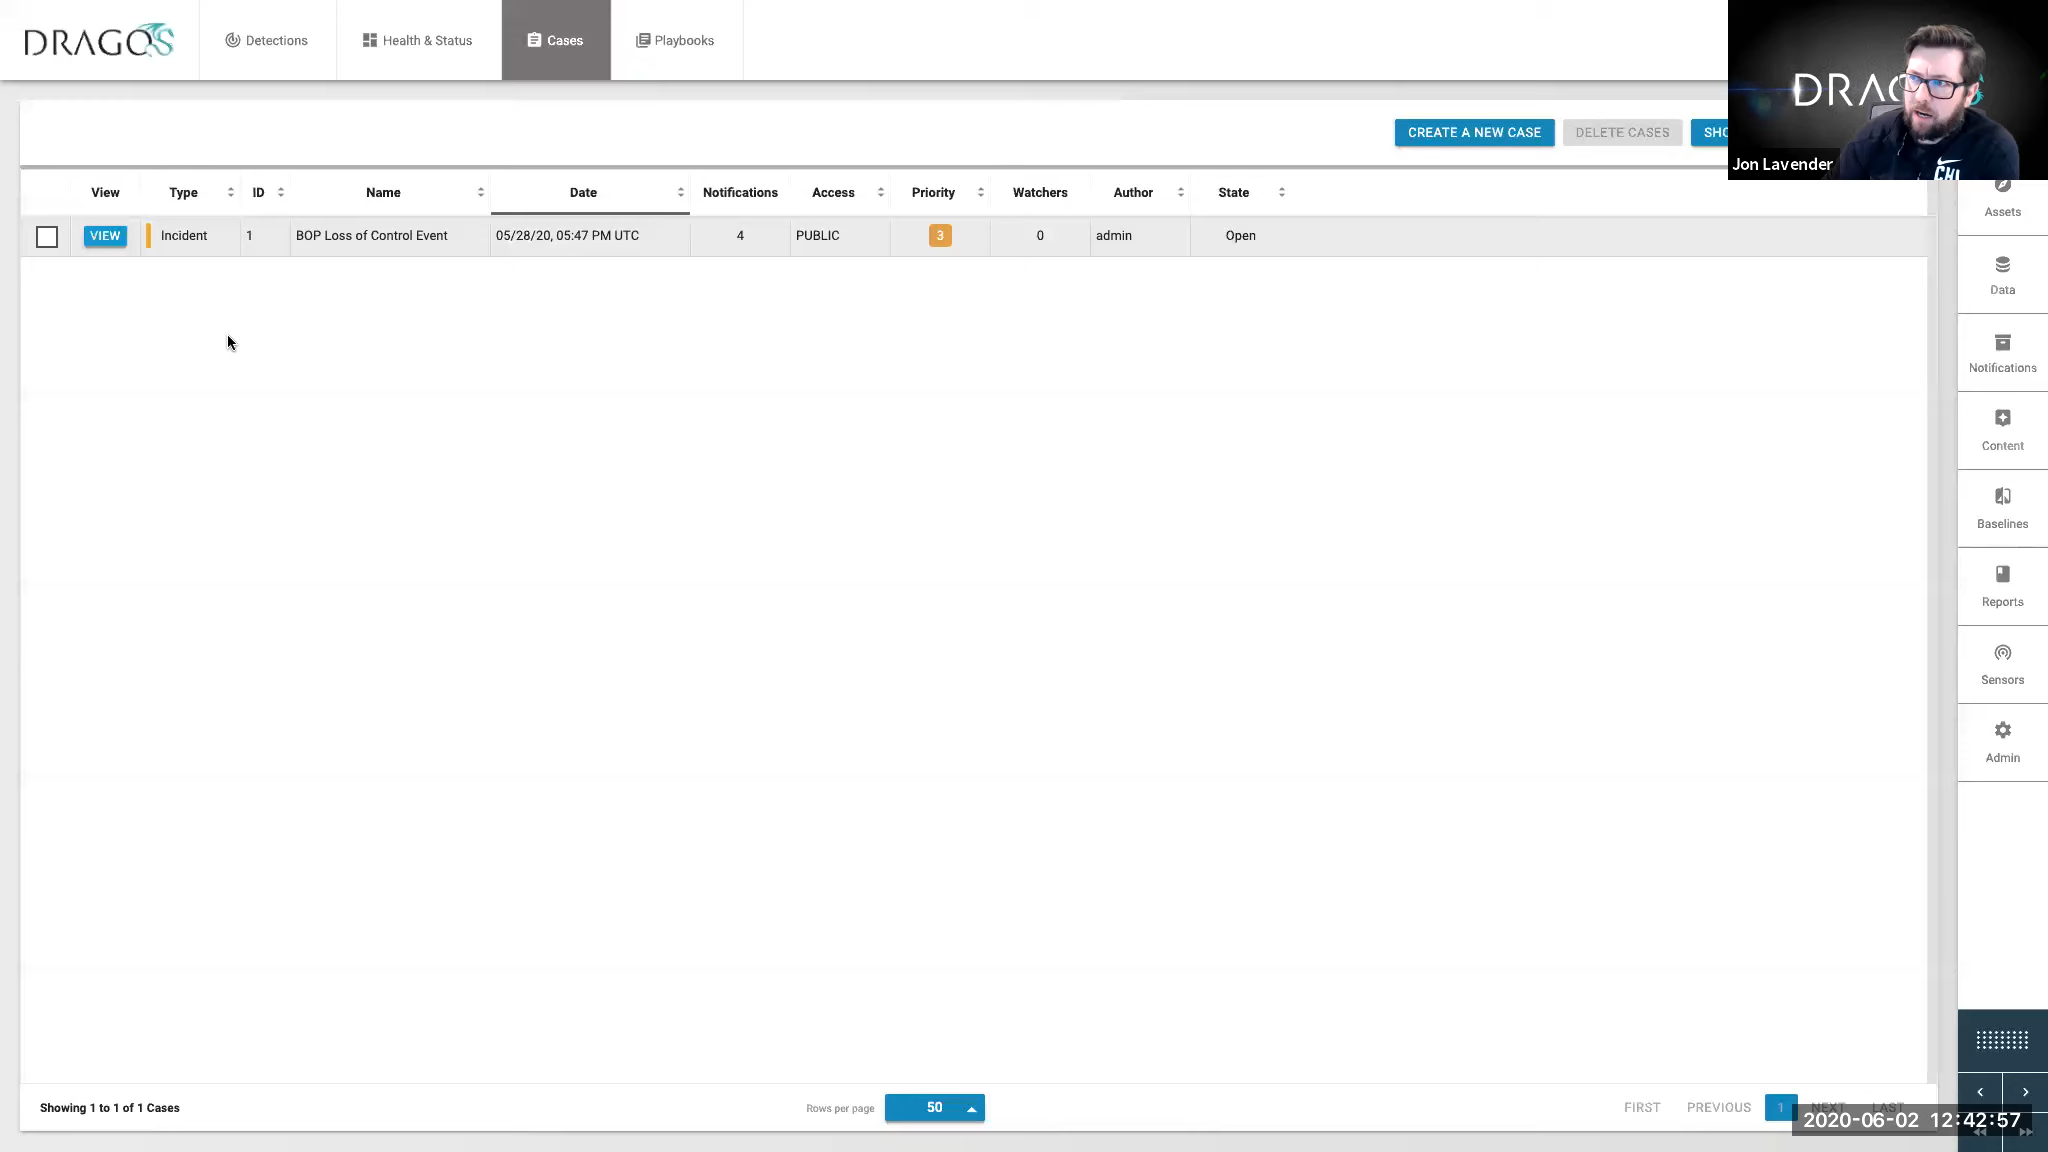 DRAGOS
Detections
Health & Status
Cases
Playbooks
DRAGOS
Jon Lavender
CREATE A NEW CASE
DELETE CASES
SHO
View
Type
ID
Name
Date
Notifications
Access
Priority
Watchers
Author
State
VIEW
Incident
1
BOP Loss of Control Event
05/28/20, 05:47 PM UTC
4
PUBLIC
3
0
admin
Open
Assets
Data
Notifications
Content
Baselines
Reports
Sensors
Admin
Showing 1 to 1 of 1 Cases
Rows per page
50
FIRST
PREVIOUS
1
NEXT
LAST
2020-06-02 12:42:57